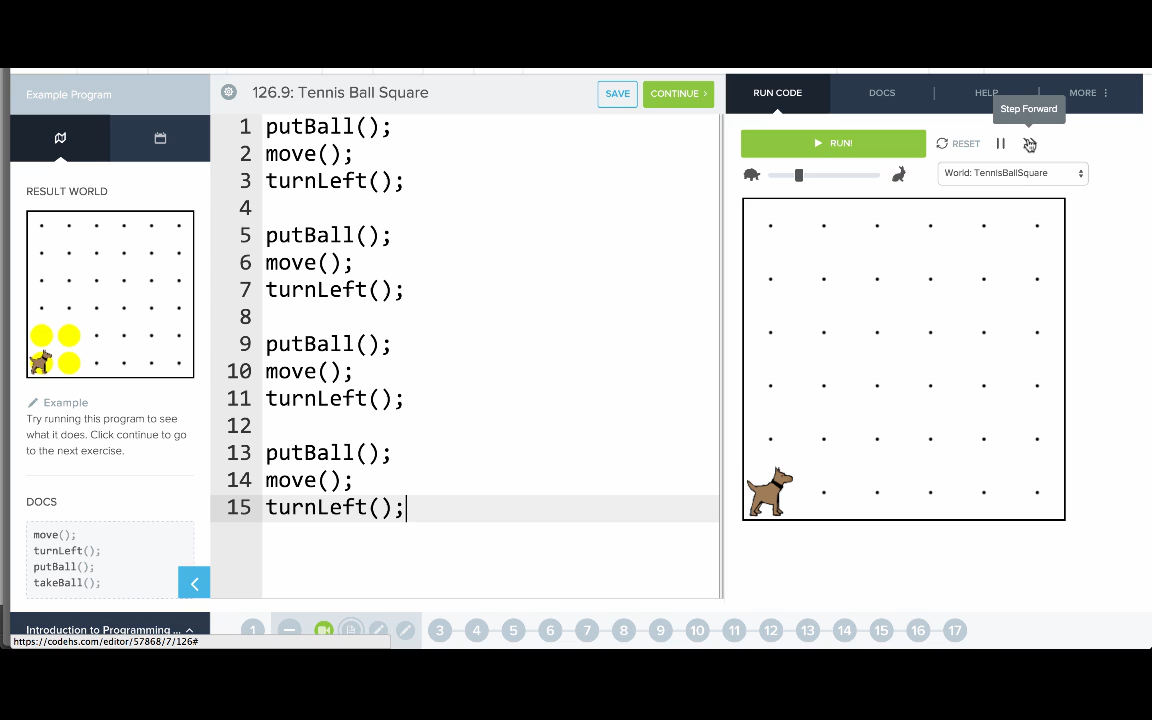 Example Program
126.9: Tennis Ball Square
SAVE
CONTINUE >
RUN CODE
DOCS
HELP
MORE
Step Forward
RUN!
RESET
World: TennisBallSquare
RESULT WORLD
Example
Try running this program to see
what it does. Click continue to go
to the next exercise.
DOCS
move();
turnLeft();
putBall();
takeBall();
1 putBall();
2 move();
3 turnLeft();
4
5 putBall();
6 move();
7 turnLeft();
8
9 putBall();
10 move();
11 turnLeft();
12
13 putBall();
14 move();
15 turnLeft();
Introduction to Programming ...
1 3 4 5 6 7 8 9 10 11 12 13 14 15 16 17
https://codehs.com/editor/57868/7/126#